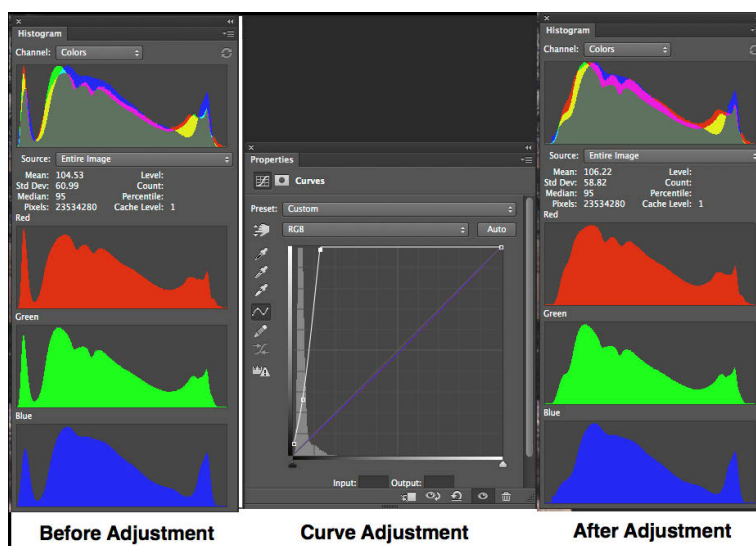 Histogram
Channel: Colors
Source: Entire Image
Mean: 104.53 Level:
Std Dev: 60.99 Count:
Median: 95 Percentile:
Pixels: 23534280 Cache Level: 1
Red
Green
Blue
Before Adjustment
Properties
Curves
Preset: Custom
RGB Auto
Input: Output:
Curve Adjustment
Histogram
Channel: Colors
Source: Entire Image
Mean: 106.22 Level:
Std Dev: 58.82 Count:
Median: 95 Percentile:
Pixels: 23534280 Cache Level: 1
Red
Green
Blue
After Adjustment